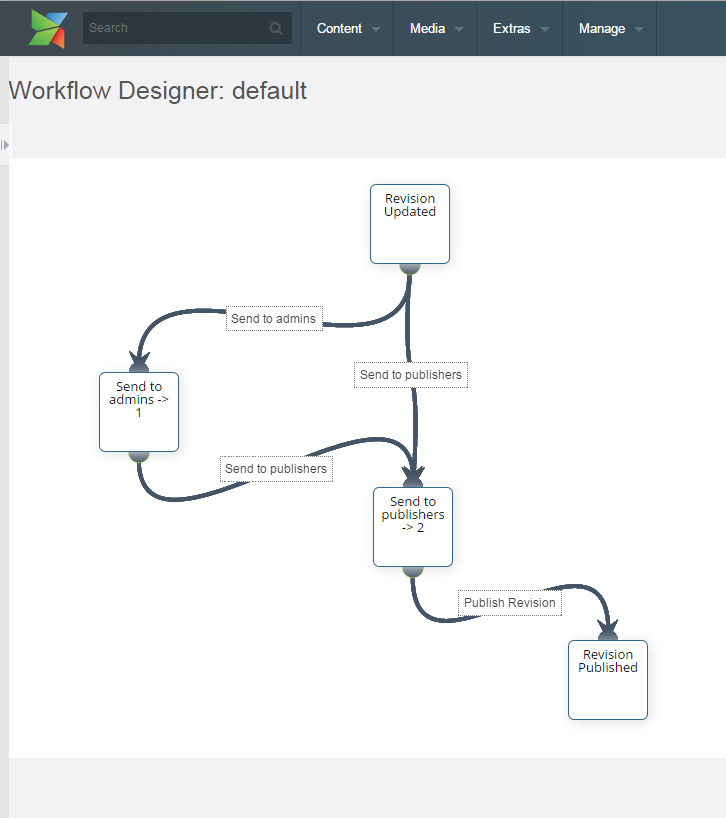 Search
Content
Media
Extras
Manage
Workflow Designer: default
Revision
Updated
Send to admins
Send to publishers
Send to
admins ->
1
Send to publishers
Send to
publishers
-> 2
Publish Revision
Revision
Published